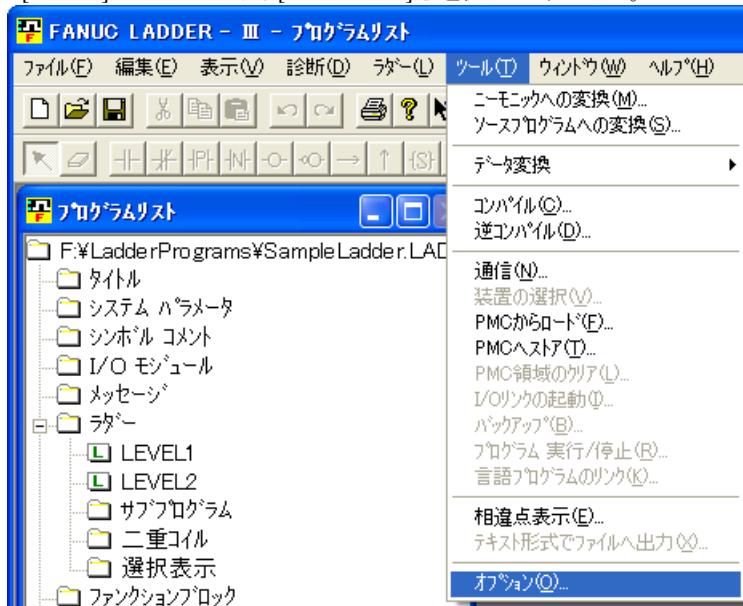 FANUC LADDER - Ⅲ - ﾌﾟﾛｸﾞﾗﾑﾘｽﾄ
ﾌｧｲﾙ(F) 編集(E) 表示(V) 診断(D) ﾗﾀﾞｰ(L) ﾂｰﾙ(T) ｳｨﾝﾄﾞｳ(W) ﾍﾙﾌﾟ(H)
ﾆｰﾓﾆｯｸへの変換(M)...
ｿｰｽﾌﾟﾛｸﾞﾗﾑへの変換(S)...
ﾃﾞｰﾀ変換
ｺﾝﾊﾟｲﾙ(C)...
逆ｺﾝﾊﾟｲﾙ(D)...
通信(N)...
装置の選択(V)...
PMCからﾛｰﾄﾞ(F)...
PMCへｽﾄｱ(T)...
PMC領域のｸﾘｱ(L)...
I/Oﾘﾝｸの起動(I)...
ﾊﾞｯｸｱｯﾌﾟ(B)...
ﾌﾟﾛｸﾞﾗﾑ 実行/停止(R)...
言語ﾌﾟﾛｸﾞﾗﾑのﾘﾝｸ(K)...
相違点表示(E)...
ﾃｷｽﾄ形式でﾌｧｲﾙへ出力(X)...
ｵﾌﾟｼｮﾝ(O)...
ﾌﾟﾛｸﾞﾗﾑﾘｽﾄ
F:¥LadderPrograms¥SampleLadder.LAD
ﾀｲﾄﾙ
ｼｽﾃﾑ ﾊﾟﾗﾒｰﾀ
ｼﾝﾎﾞﾙ ｺﾒﾝﾄ
I/O ﾓｼﾞｭｰﾙ
ﾒｯｾｰｼﾞ
ﾗﾀﾞｰ
LEVEL1
LEVEL2
ｻﾌﾞﾌﾟﾛｸﾞﾗﾑ
二重ｺｲﾙ
選択表示
ﾌｧﾝｸｼｮﾝﾌﾞﾛｯｸ